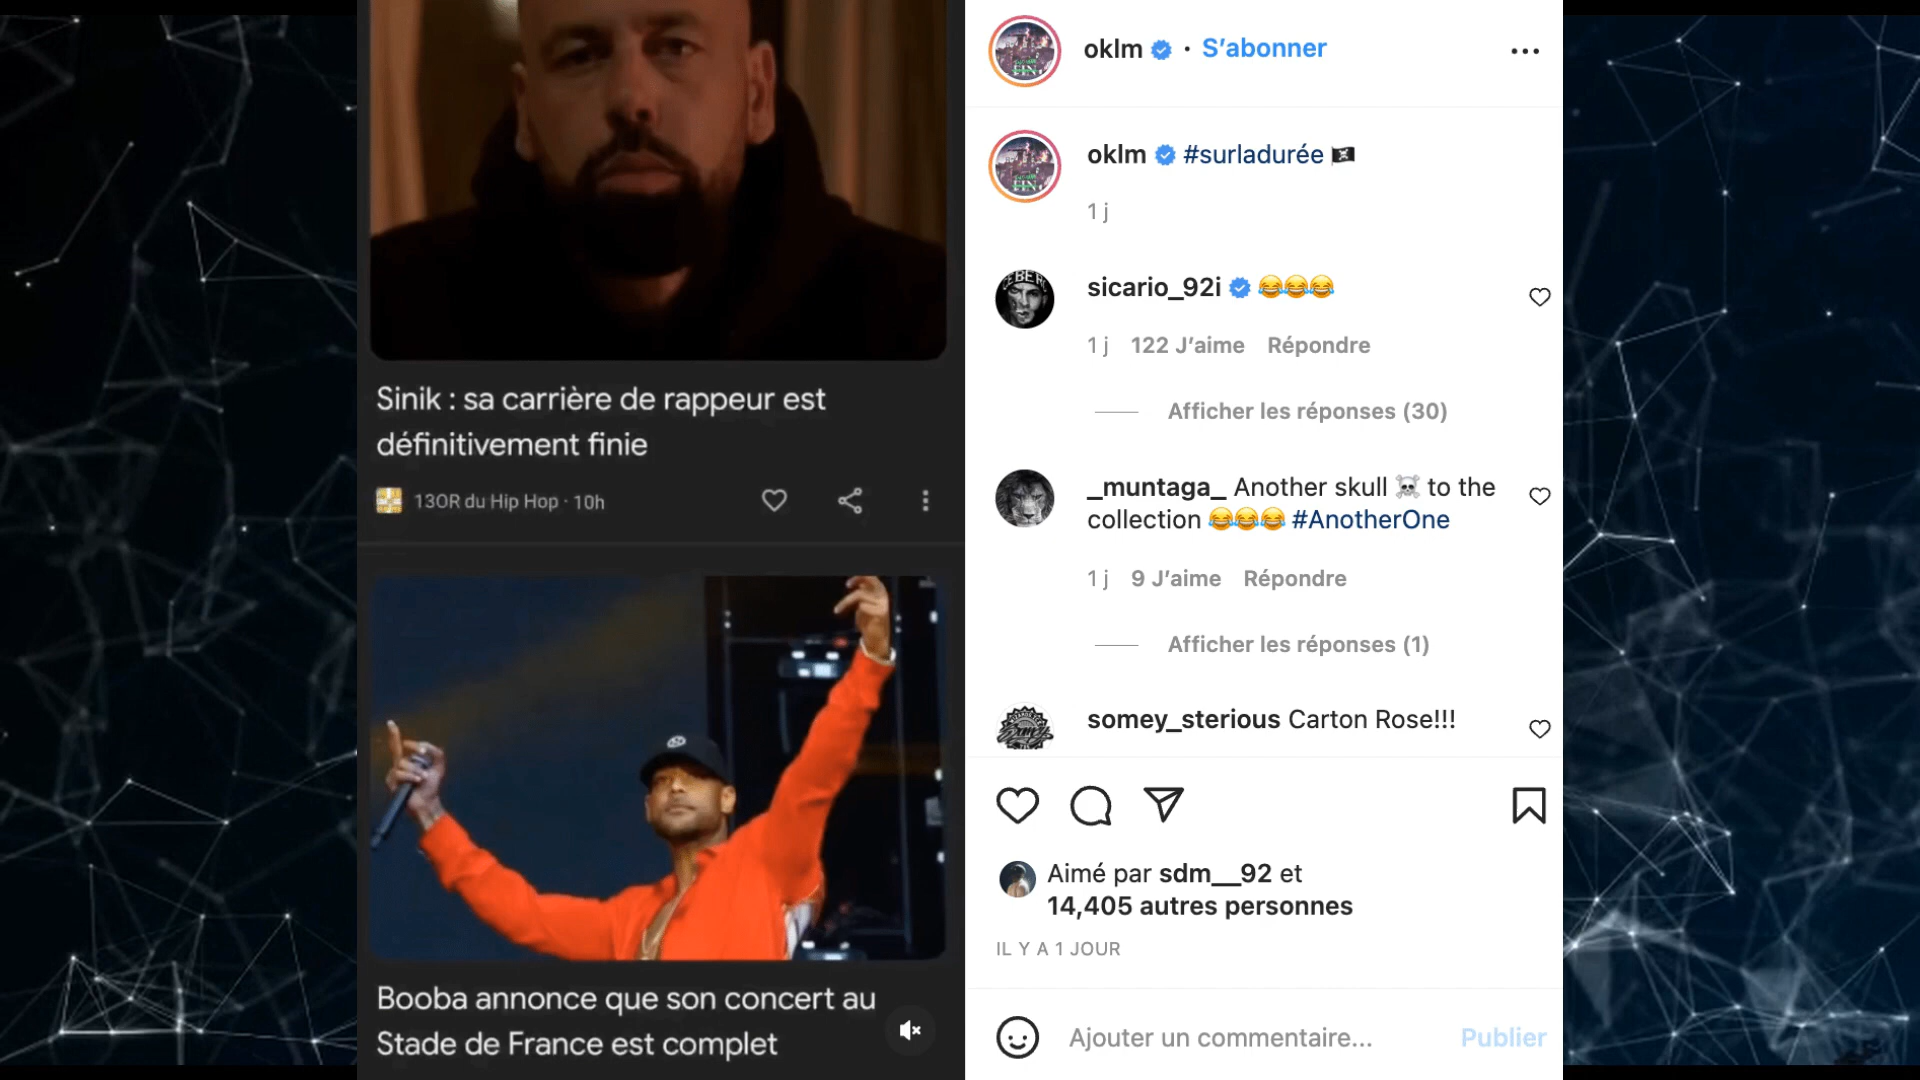 Sinik : sa carrière de rappeur est
définitivement finie
13OR du Hip Hop · 10h
Booba annonce que son concert au
Stade de France est complet
oklm · S'abonner
oklm #surladurée 🏴‍☠️
1 j
sicario_92i 😂😂😂
1 j 122 J'aime Répondre
Afficher les réponses (30)
_muntaga_ Another skull ☠️ to the
collection 😂😂😂 #AnotherOne
1 j 9 J'aime Répondre
Afficher les réponses (1)
somey_sterious Carton Rose!!!
Aimé par sdm__92 et
14,405 autres personnes
IL Y A 1 JOUR
Ajouter un commentaire... Publier